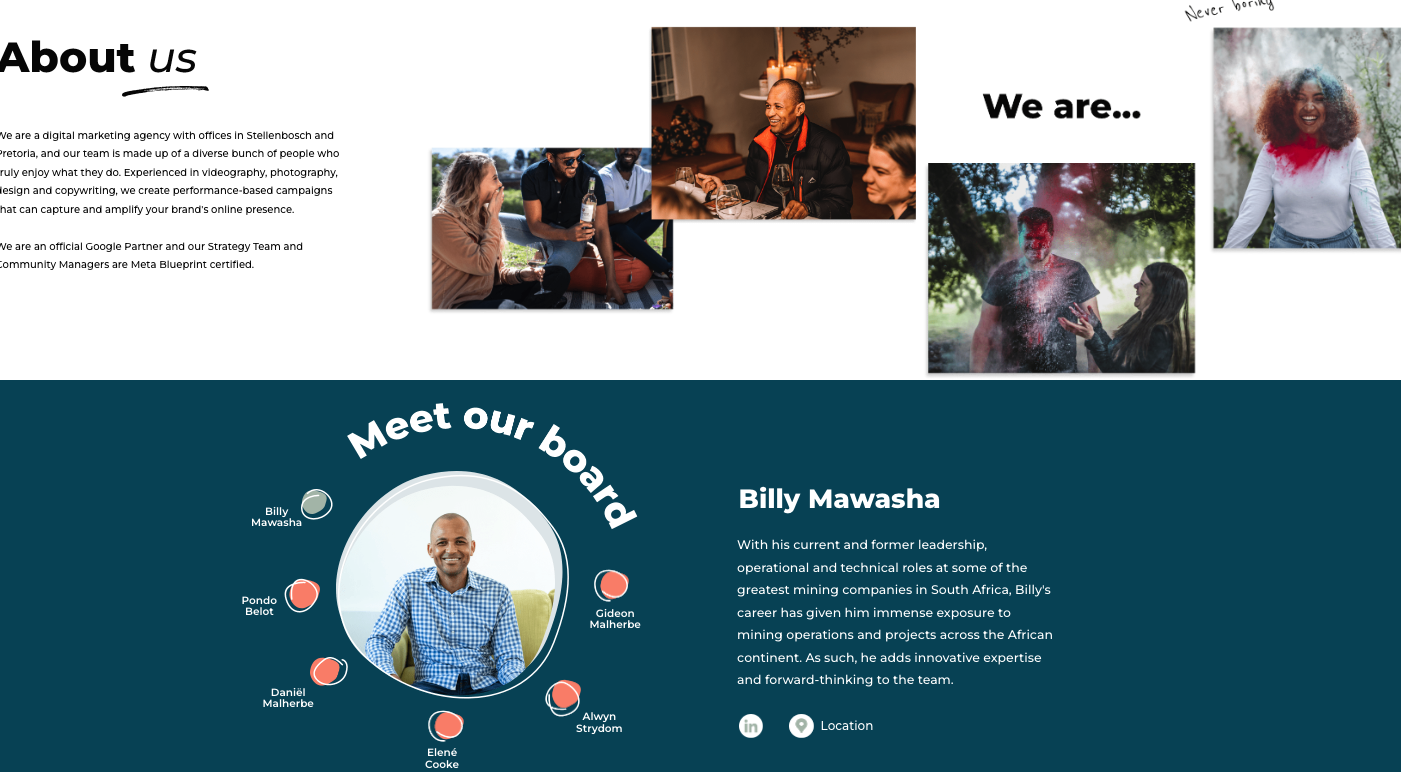 Never boring
About us
We are a digital marketing agency with offices in Stellenbosch and
Pretoria, and our team is made up of a diverse bunch of people who
truly enjoy what they do. Experienced in videography, photography,
design and copywriting, we create performance-based campaigns
that can capture and amplify your brand's online presence.
We are an official Google Partner and our Strategy Team and
Community Managers are Meta Blueprint certified.
We are...
Meet our board
Billy
Mawasha
Pondo
Belot
Daniël
Malherbe
Elené
Cooke
Alwyn
Strydom
Gideon
Malherbe
Billy Mawasha
With his current and former leadership,
operational and technical roles at some of the
greatest mining companies in South Africa, Billy's
career has given him immense exposure to
mining operations and projects across the African
continent. As such, he adds innovative expertise
and forward-thinking to the team.
in
Location